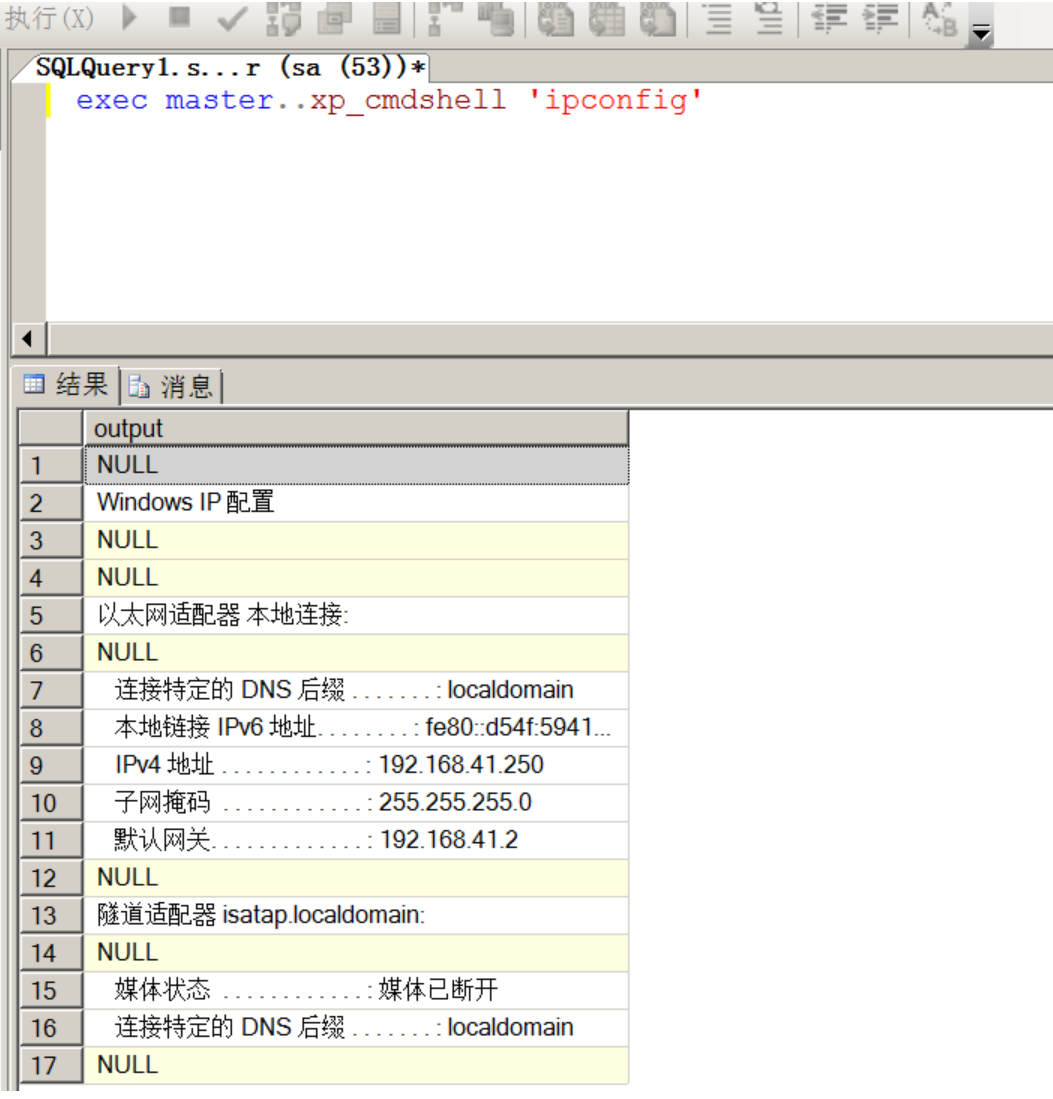 执行(X)
SQLQuery1.s...r (sa (53))*
exec master..xp_cmdshell 'ipconfig'
结果 消息
output
1 NULL
2 Windows IP 配置
3 NULL
4 NULL
5 以太网适配器 本地连接:
6 NULL
7 连接特定的 DNS 后缀 . . . . . . . : localdomain
8 本地链接 IPv6 地址. . . . . . . . : fe80::d54f:5941...
9 IPv4 地址 . . . . . . . . . . . . : 192.168.41.250
10 子网掩码 . . . . . . . . . . . . : 255.255.255.0
11 默认网关. . . . . . . . . . . . . : 192.168.41.2
12 NULL
13 隧道适配器 isatap.localdomain:
14 NULL
15 媒体状态 . . . . . . . . . . . . : 媒体已断开
16 连接特定的 DNS 后缀 . . . . . . . : localdomain
17 NULL